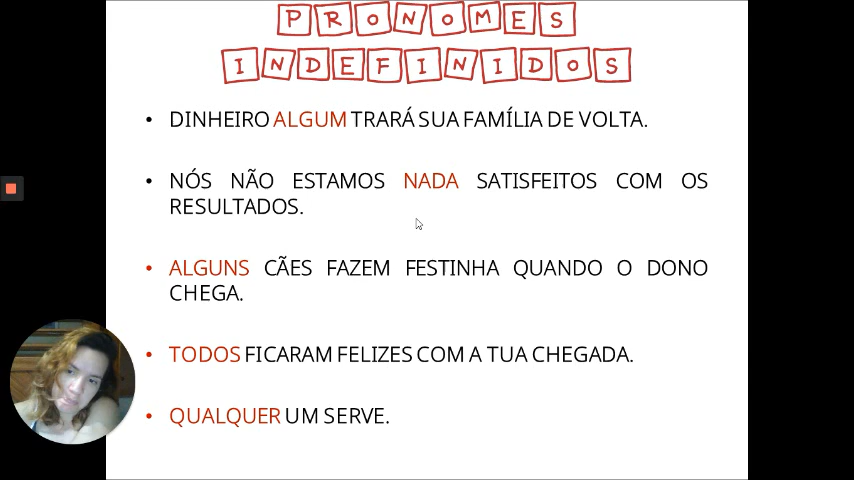 PRONOMES
INDEFINIDOS
• DINHEIRO ALGUM TRARÁ SUA FAMÍLIA DE VOLTA.
• NÓS NÃO ESTAMOS NADA SATISFEITOS COM OS
RESULTADOS.
• ALGUNS CÃES FAZEM FESTINHA QUANDO O DONO
CHEGA.
• TODOS FICARAM FELIZES COM A TUA CHEGADA.
• QUALQUER UM SERVE.